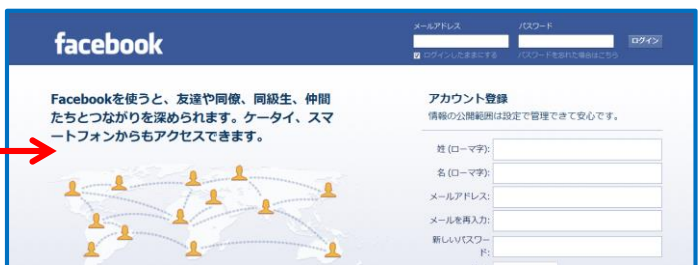 facebook
メールアドレス
パスワード
ログイン
ログインしたままにする
パスワードを忘れた場合はこちら
Facebookを使うと、友達や同僚、同級生、仲間
たちとつながりを深められます。ケータイ、スマ
ートフォンからもアクセスできます。
アカウント登録
情報の公開範囲は設定で管理できて安心です。
姓 (ローマ字):
名 (ローマ字):
メールアドレス:
メールを再入力:
新しいパスワー
ド: